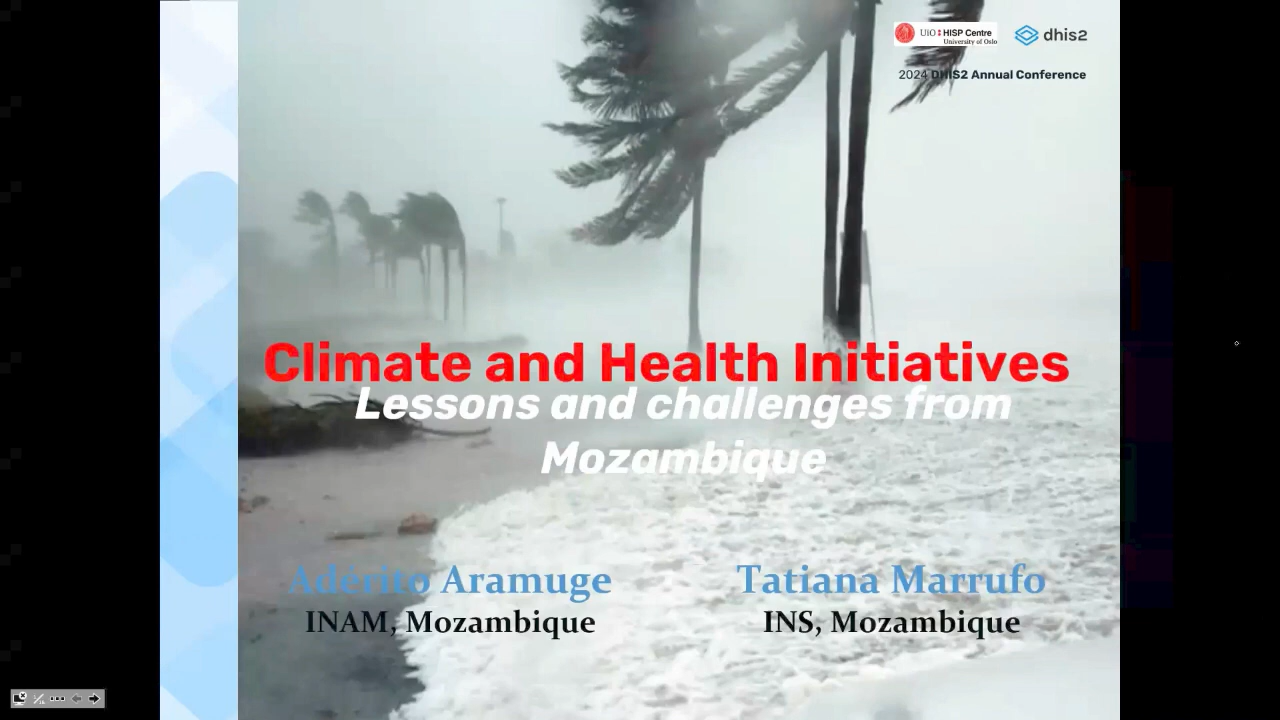 UiO HISP Centre
University of Oslo
dhis2
2024 DHIS2 Annual Conference
Climate and Health Initiatives
Lessons and challenges from
Mozambique
Adérito Aramuge
INAM, Mozambique
Tatiana Marrufo
INS, Mozambique